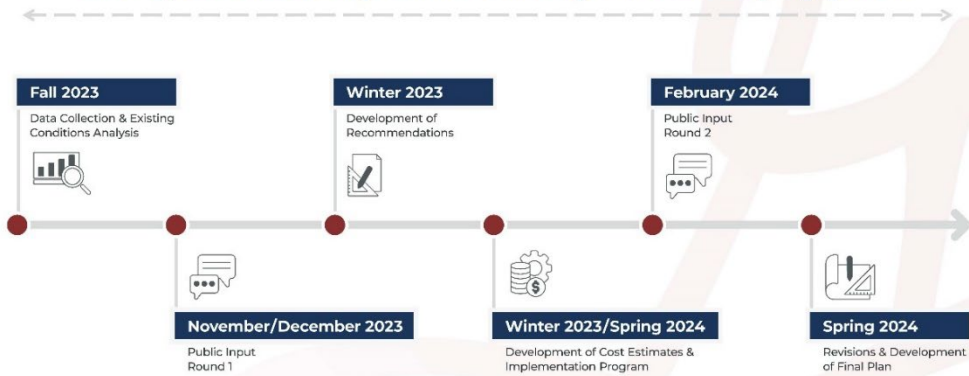 Fall 2023
Data Collection & Existing
Conditions Analysis
November/December 2023
Public Input
Round 1
Winter 2023
Development of
Recommendations
Winter 2023/Spring 2024
Development of Cost Estimates &
Implementation Program
$
February 2024
Public Input
Round 2
Spring 2024
Revisions & Development
of Final Plan